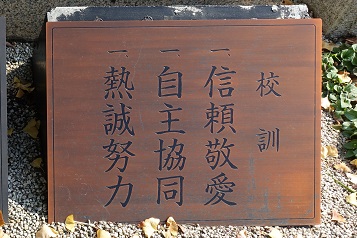 校訓
一 信頼敬愛
一 自主協同
一 熱誠努力